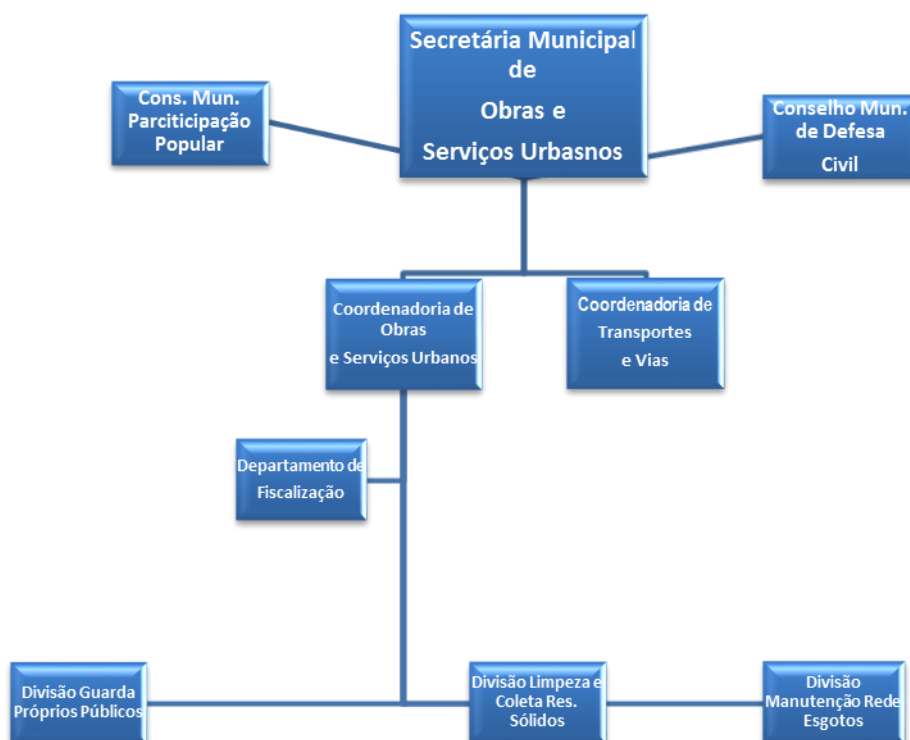 Secretária Municipal
de
Obras e
Serviços Urbasnos
Cons. Mun.
Parciticipação
Popular
Conselho Mun.
de Defesa
Civil
Coordenadoria de
Obras
e Serviços Urbanos
Coordenadoria de
Transportes
e Vias
Departamento de
Fiscalização
Divisão Guarda
Próprios Públicos
Divisão Limpeza e
Coleta Res.
Sólidos
Divisão
Manutenção Rede
Esgotos